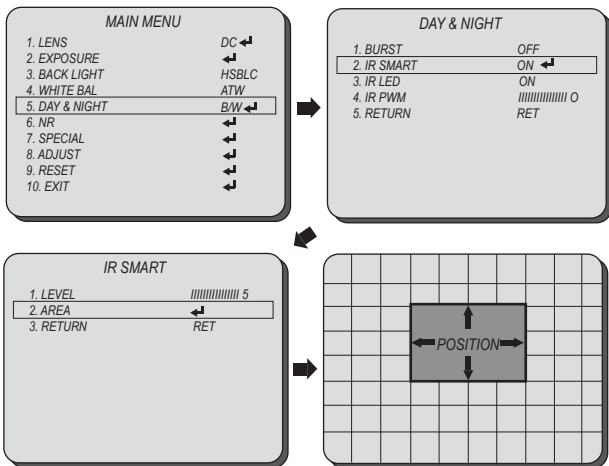 MAIN MENU
1. LENS DC ↵
2. EXPOSURE ↵
3. BACK LIGHT HSBLC
4. WHITE BAL ATW
5. DAY & NIGHT B/W ↵
6. NR ↵
7. SPECIAL ↵
8. ADJUST ↵
9. RESET ↵
10. EXIT ↵
DAY & NIGHT
1. BURST OFF
2. IR SMART ON ↵
3. IR LED ON
4. IR PWM IIIIIIIIIIIIIIII O
5. RETURN RET
IR SMART
1. LEVEL IIIIIIIIIIIIIIII 5
2. AREA ↵
3. RETURN RET
POSITION